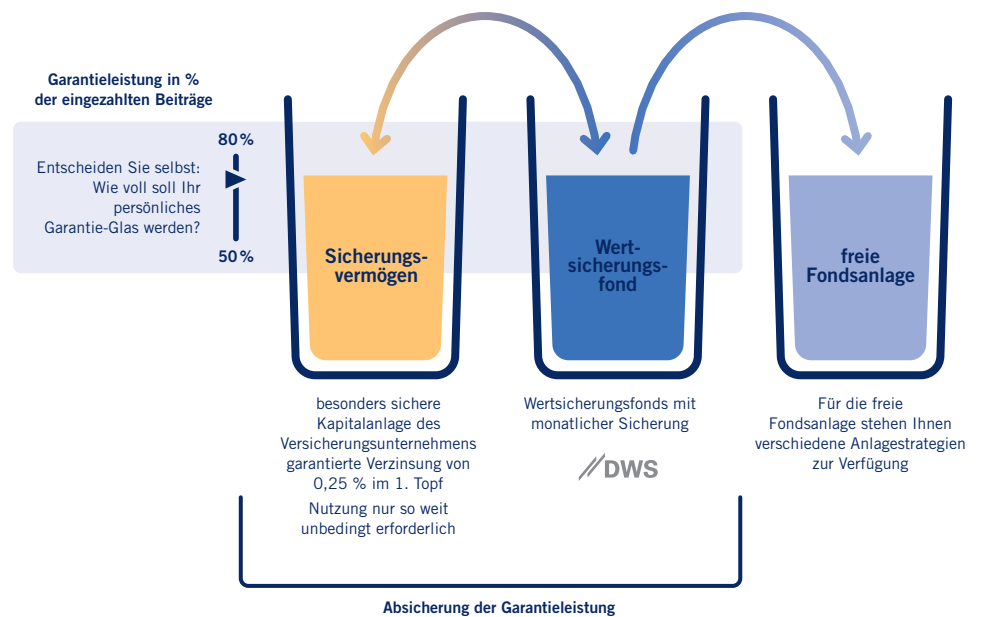 Garantieleistung in %
der eingezahlten Beiträge
80 %
Entscheiden Sie selbst:
Wie voll soll Ihr
persönliches
Garantie-Glas werden?
50 %
Sicherungs-
vermögen
Wert-
sicherungs-
fond
freie
Fondsanlage
besonders sichere
Kapitalanlage des
Versicherungsunternehmens
garantierte Verzinsung von
0,25 % im 1. Topf
Nutzung nur so weit
unbedingt erforderlich
Wertsicherungsfonds mit
monatlicher Sicherung
DWS
Für die freie
Fondsanlage stehen Ihnen
verschiedene Anlagestrategien
zur Verfügung
Absicherung der Garantieleistung